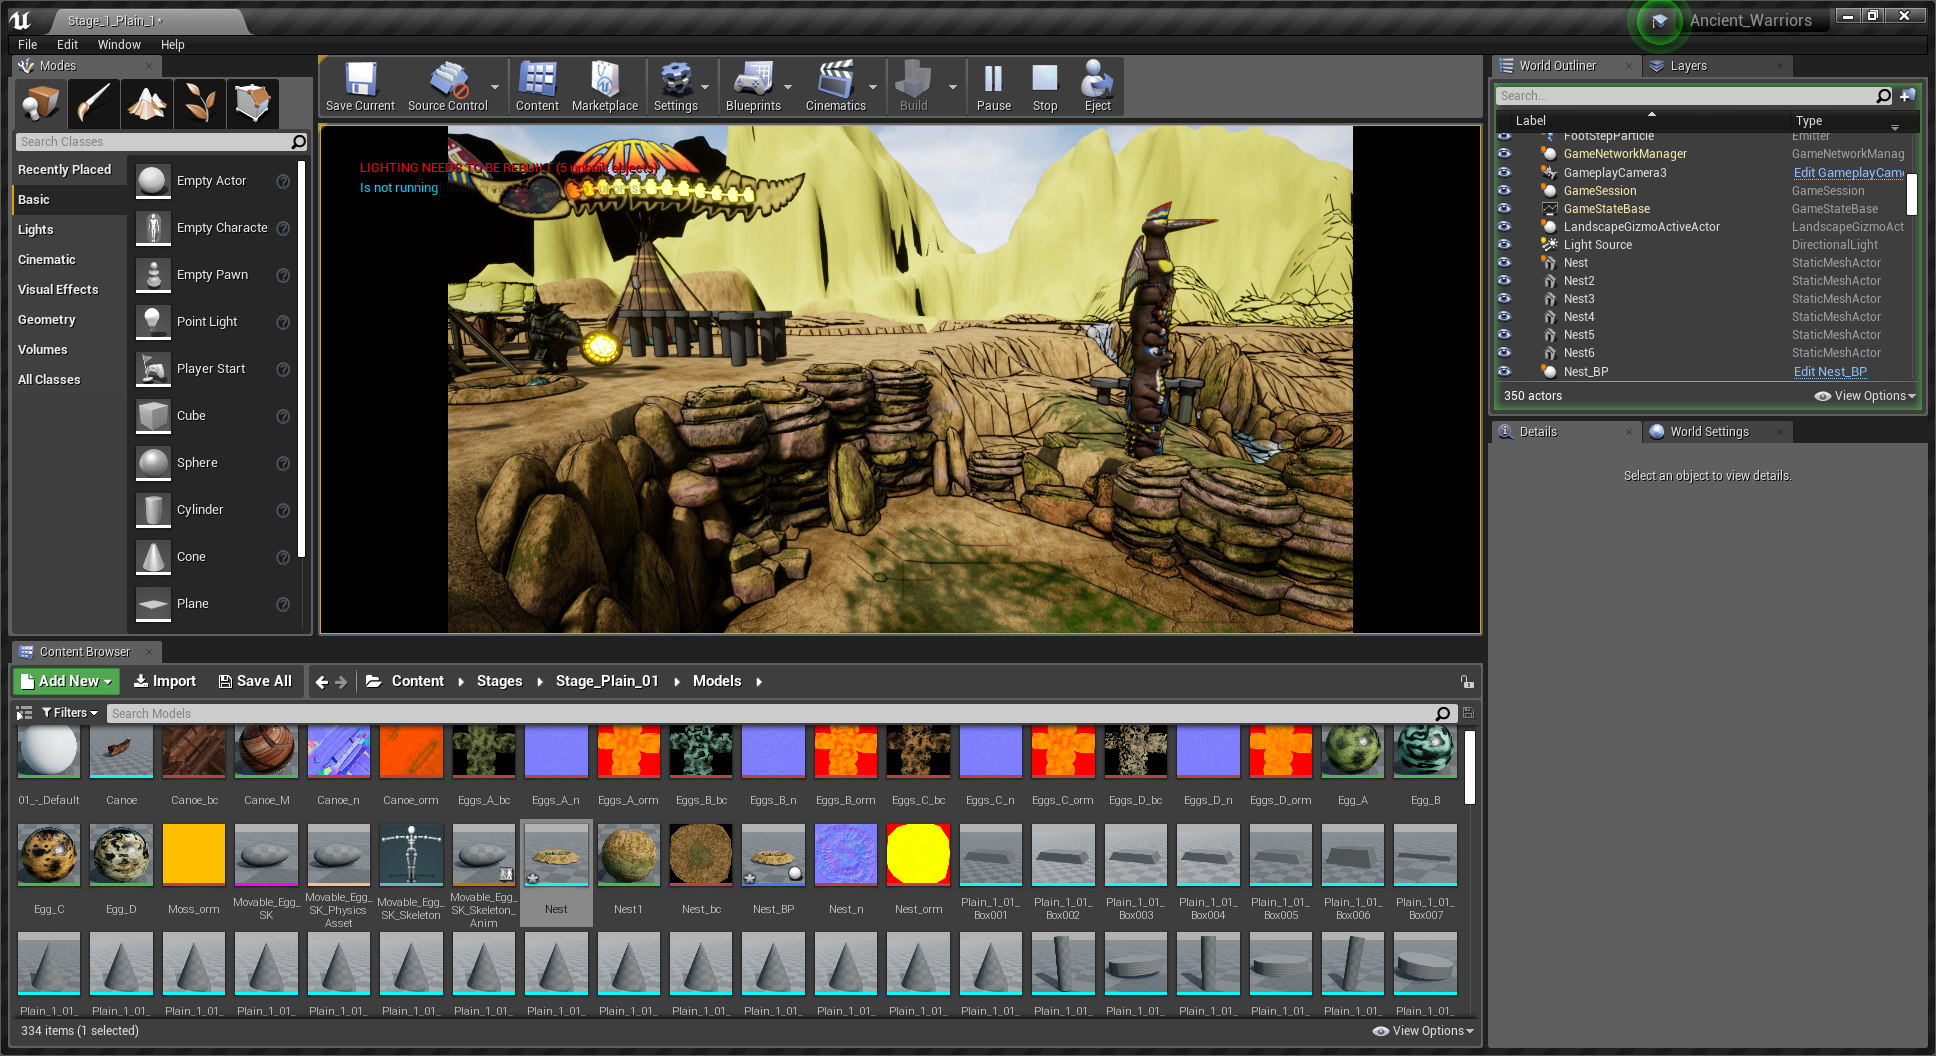 Stage_1_Plain_1*
Ancient_Warriors
File Edit Window Help
Modes
Search Classes
Recently Placed
Basic
Lights
Cinematic
Visual Effects
Geometry
Volumes
All Classes
Empty Actor
Empty Characte
Empty Pawn
Point Light
Player Start
Cube
Sphere
Cylinder
Cone
Plane
Save Current Source Control Content Marketplace Settings Blueprints Cinematics Build Pause Stop Eject
LIGHTING NEEDS TO BE REBUILT (5 unbuilt objects)
Is not running
World Outliner Layers
Search...
Label Type
FootStepParticle Emitter
GameNetworkManager GameNetworkManag
GameplayCamera3 Edit GameplayCam
GameSession GameSession
GameStateBase GameStateBase
LandscapeGizmoActiveActor LandscapeGizmoAct
Light Source DirectionalLight
Nest StaticMeshActor
Nest2 StaticMeshActor
Nest3 StaticMeshActor
Nest4 StaticMeshActor
Nest5 StaticMeshActor
Nest6 StaticMeshActor
Nest_BP Edit Nest_BP
350 actors View Options
Details World Settings
Select an object to view details.
Content Browser
Add New Import Save All Content Stages Stage_Plain_01 Models
Filters Search Models
01_-_Default Canoe Canoe_bc Canoe_M Canoe_n Canoe_orm Eggs_A_bc Eggs_A_n Eggs_A_orm Eggs_B_bc Eggs_B_n Eggs_B_orm Eggs_C_bc Eggs_C_n Eggs_C_orm Eggs_D_bc Eggs_D_n Eggs_D_orm Egg_A Egg_B
Egg_C Egg_D Moss_orm Movable_Egg_SK Movable_Egg_SK_Physics Asset Movable_Egg_SK_Skeleton Movable_Egg_SK_Skeleton_Anim Nest Nest1 Nest_bc Nest_BP Nest_n Nest_orm Plain_1_01_Box001 Plain_1_01_Box002 Plain_1_01_Box003 Plain_1_01_Box004 Plain_1_01_Box005 Plain_1_01_Box006 Plain_1_01_Box007
Plain_1_01_ Plain_1_01_ Plain_1_01_ Plain_1_01_ Plain_1_01_ Plain_1_01_ Plain_1_01_ Plain_1_01_ Plain_1_01_ Plain_1_01_ Plain_1_01_ Plain_1_01_ Plain_1_01_ Plain_1_01_ Plain_1_01_ Plain_1_01_ Plain_1_01_ Plain_1_01_ Plain_1_01_ Plain_1_01_
334 items (1 selected) View Options